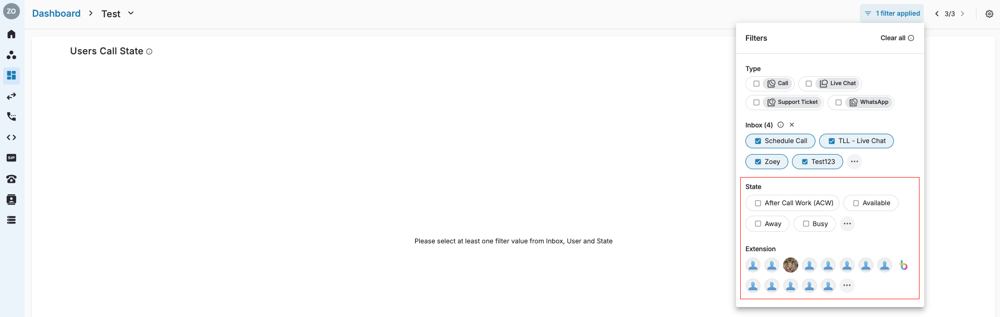 ZO
Dashboard > Test
1 filter applied
3/3
Users Call State
Filters
Clear all
Type
Call
Live Chat
Support Ticket
WhatsApp
Inbox (4)
Schedule Call
TLL - Live Chat
Zoey
Test123
State
After Call Work (ACW)
Available
Away
Busy
Extension
SIP
Please select at least one filter value from Inbox, User and State